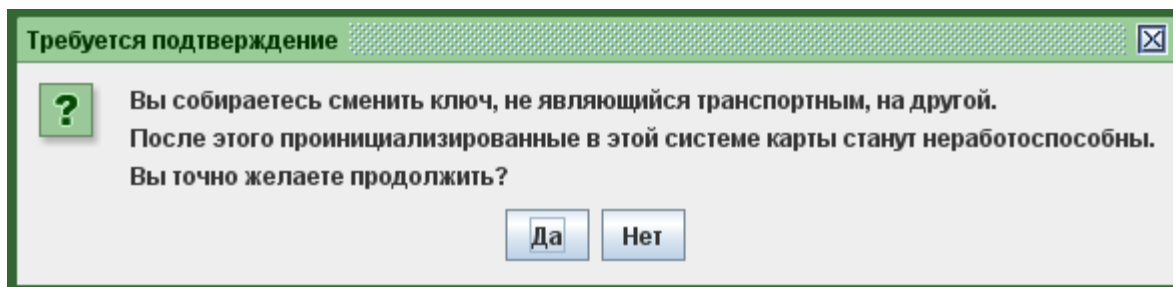 Требуется подтверждение
?
Вы собираетесь сменить ключ, не являющийся транспортным, на другой.
После этого проинициализированные в этой системе карты станут неработоспособны.
Вы точно желаете продолжить?
Да Нет